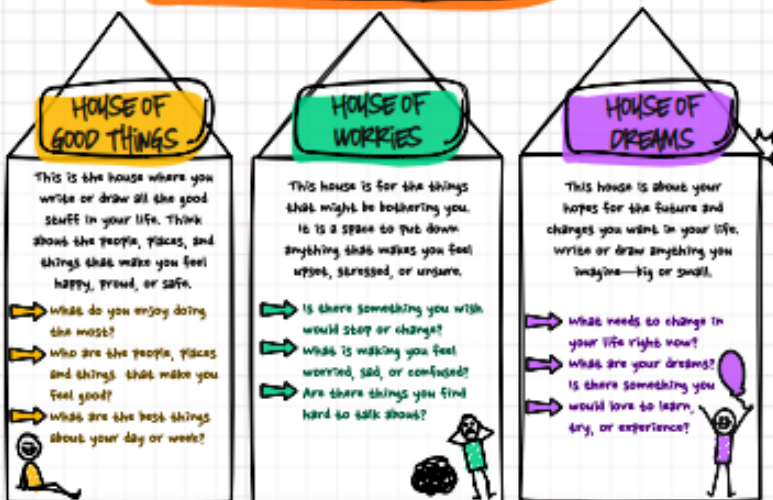 HOUSE OF
GOOD THINGS
This is the house where you
write or draw all the good
stuff in your life. Think
about the people, places, and
things that make you feel
happy, proud, or safe.
What do you enjoy doing
the most?
Who are the people, places
and things that make you
feel good?
What are the best things
about your day or week?
HOUSE OF
WORRIES
This house is for the things
that might be bothering you.
It is a space to put down
anything that makes you feel
upset, stressed, or unsure.
Is there something you wish
would stop or change?
What is making you feel
worried, sad, or confused?
Are there things you find
hard to talk about?
HOUSE OF
DREAMS
This house is about your
hopes for the future and
changes you want in your life.
Write or draw anything you
imagine—big or small.
What needs to change in
your life right now?
What are your dreams?
Is there something you
would love to learn,
try, or experience?